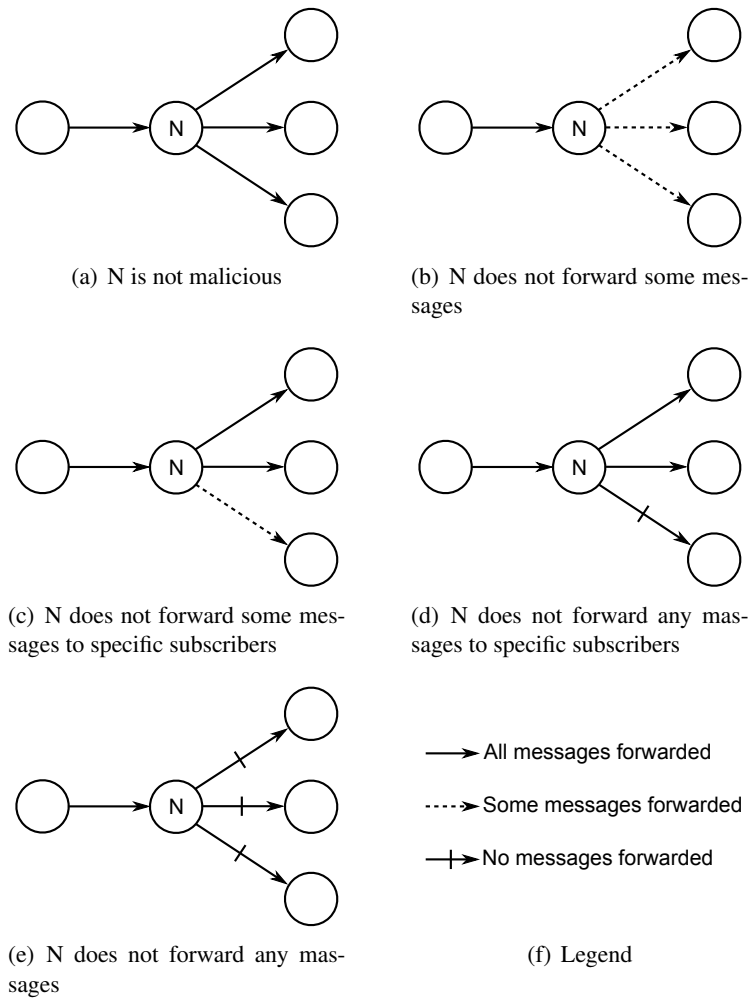 N
N
(a) N is not malicious
(b) N does not forward some mes-
sages
N
N
(c) N does not forward some mes-
sages to specific subscribers
(d) N does not forward any mas-
sages to specific subscribers
N
All messages forwarded
Some messages forwarded
No messages forwarded
(e) N does not forward any mas-
sages
(f) Legend